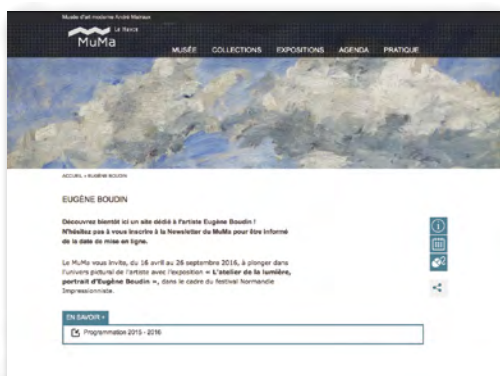 Musée d'art moderne André Malraux
Le Havre
MuMa
MUSÉE COLLECTIONS EXPOSITIONS AGENDA PRATIQUE
ACCUEIL » EUGÈNE BOUDIN
EUGÈNE BOUDIN
Découvrez bientôt ici un site dédié à l'artiste Eugène Boudin !
N'hésitez pas à vous inscrire à la Newsletter du MuMa pour être informé
de la date de mise en ligne.
Le MuMa vous invite, du 16 avril au 26 septembre 2016, à plonger dans
l'univers pictural de l'artiste avec l'exposition « L'atelier de la lumière,
portrait d'Eugène Boudin », dans le cadre du festival Normandie
Impressionniste.
EN SAVOIR +
Programmation 2015 - 2016